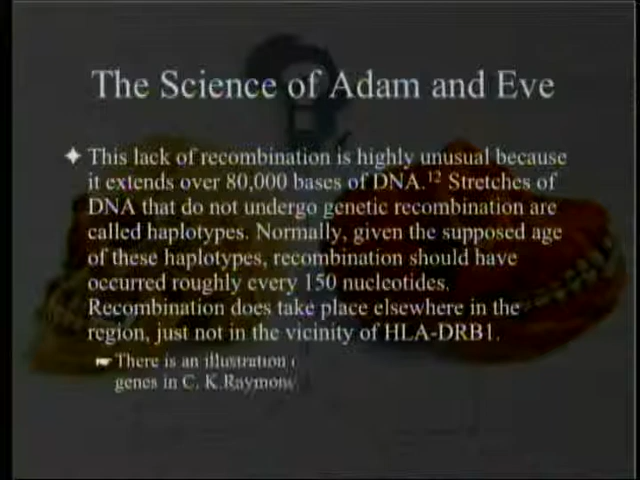 The Science of Adam and Eve
This lack of recombination is highly unusual because
it extends over 80,000 bases of DNA.¹² Stretches of
DNA that do not undergo genetic recombination are
called haplotypes. Normally, given the supposed age
of these haplotypes, recombination should have
occurred roughly every 150 nucleotides.
Recombination does take place elsewhere in the
region, just not in the vicinity of HLA-DRB1.
There is an illustration
genes in C. K.Raymon